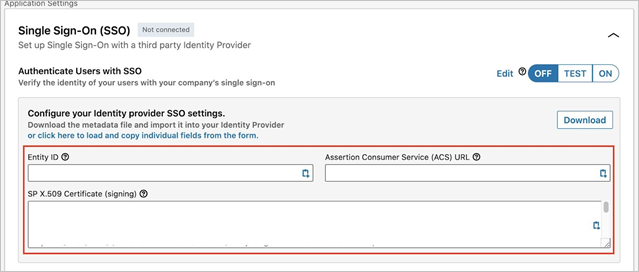 Application Settings
Single Sign-On (SSO) Not connected
Set up Single Sign-On with a third party Identity Provider
Authenticate Users with SSO Edit OFF TEST ON
Verify the identity of your users with your company's single sign-on
Configure your Identity provider SSO settings. Download
Download the metadata file and import it into your Identity Provider
or click here to load and copy individual fields from the form.
Entity ID Assertion Consumer Service (ACS) URL
SP X.509 Certificate (signing)